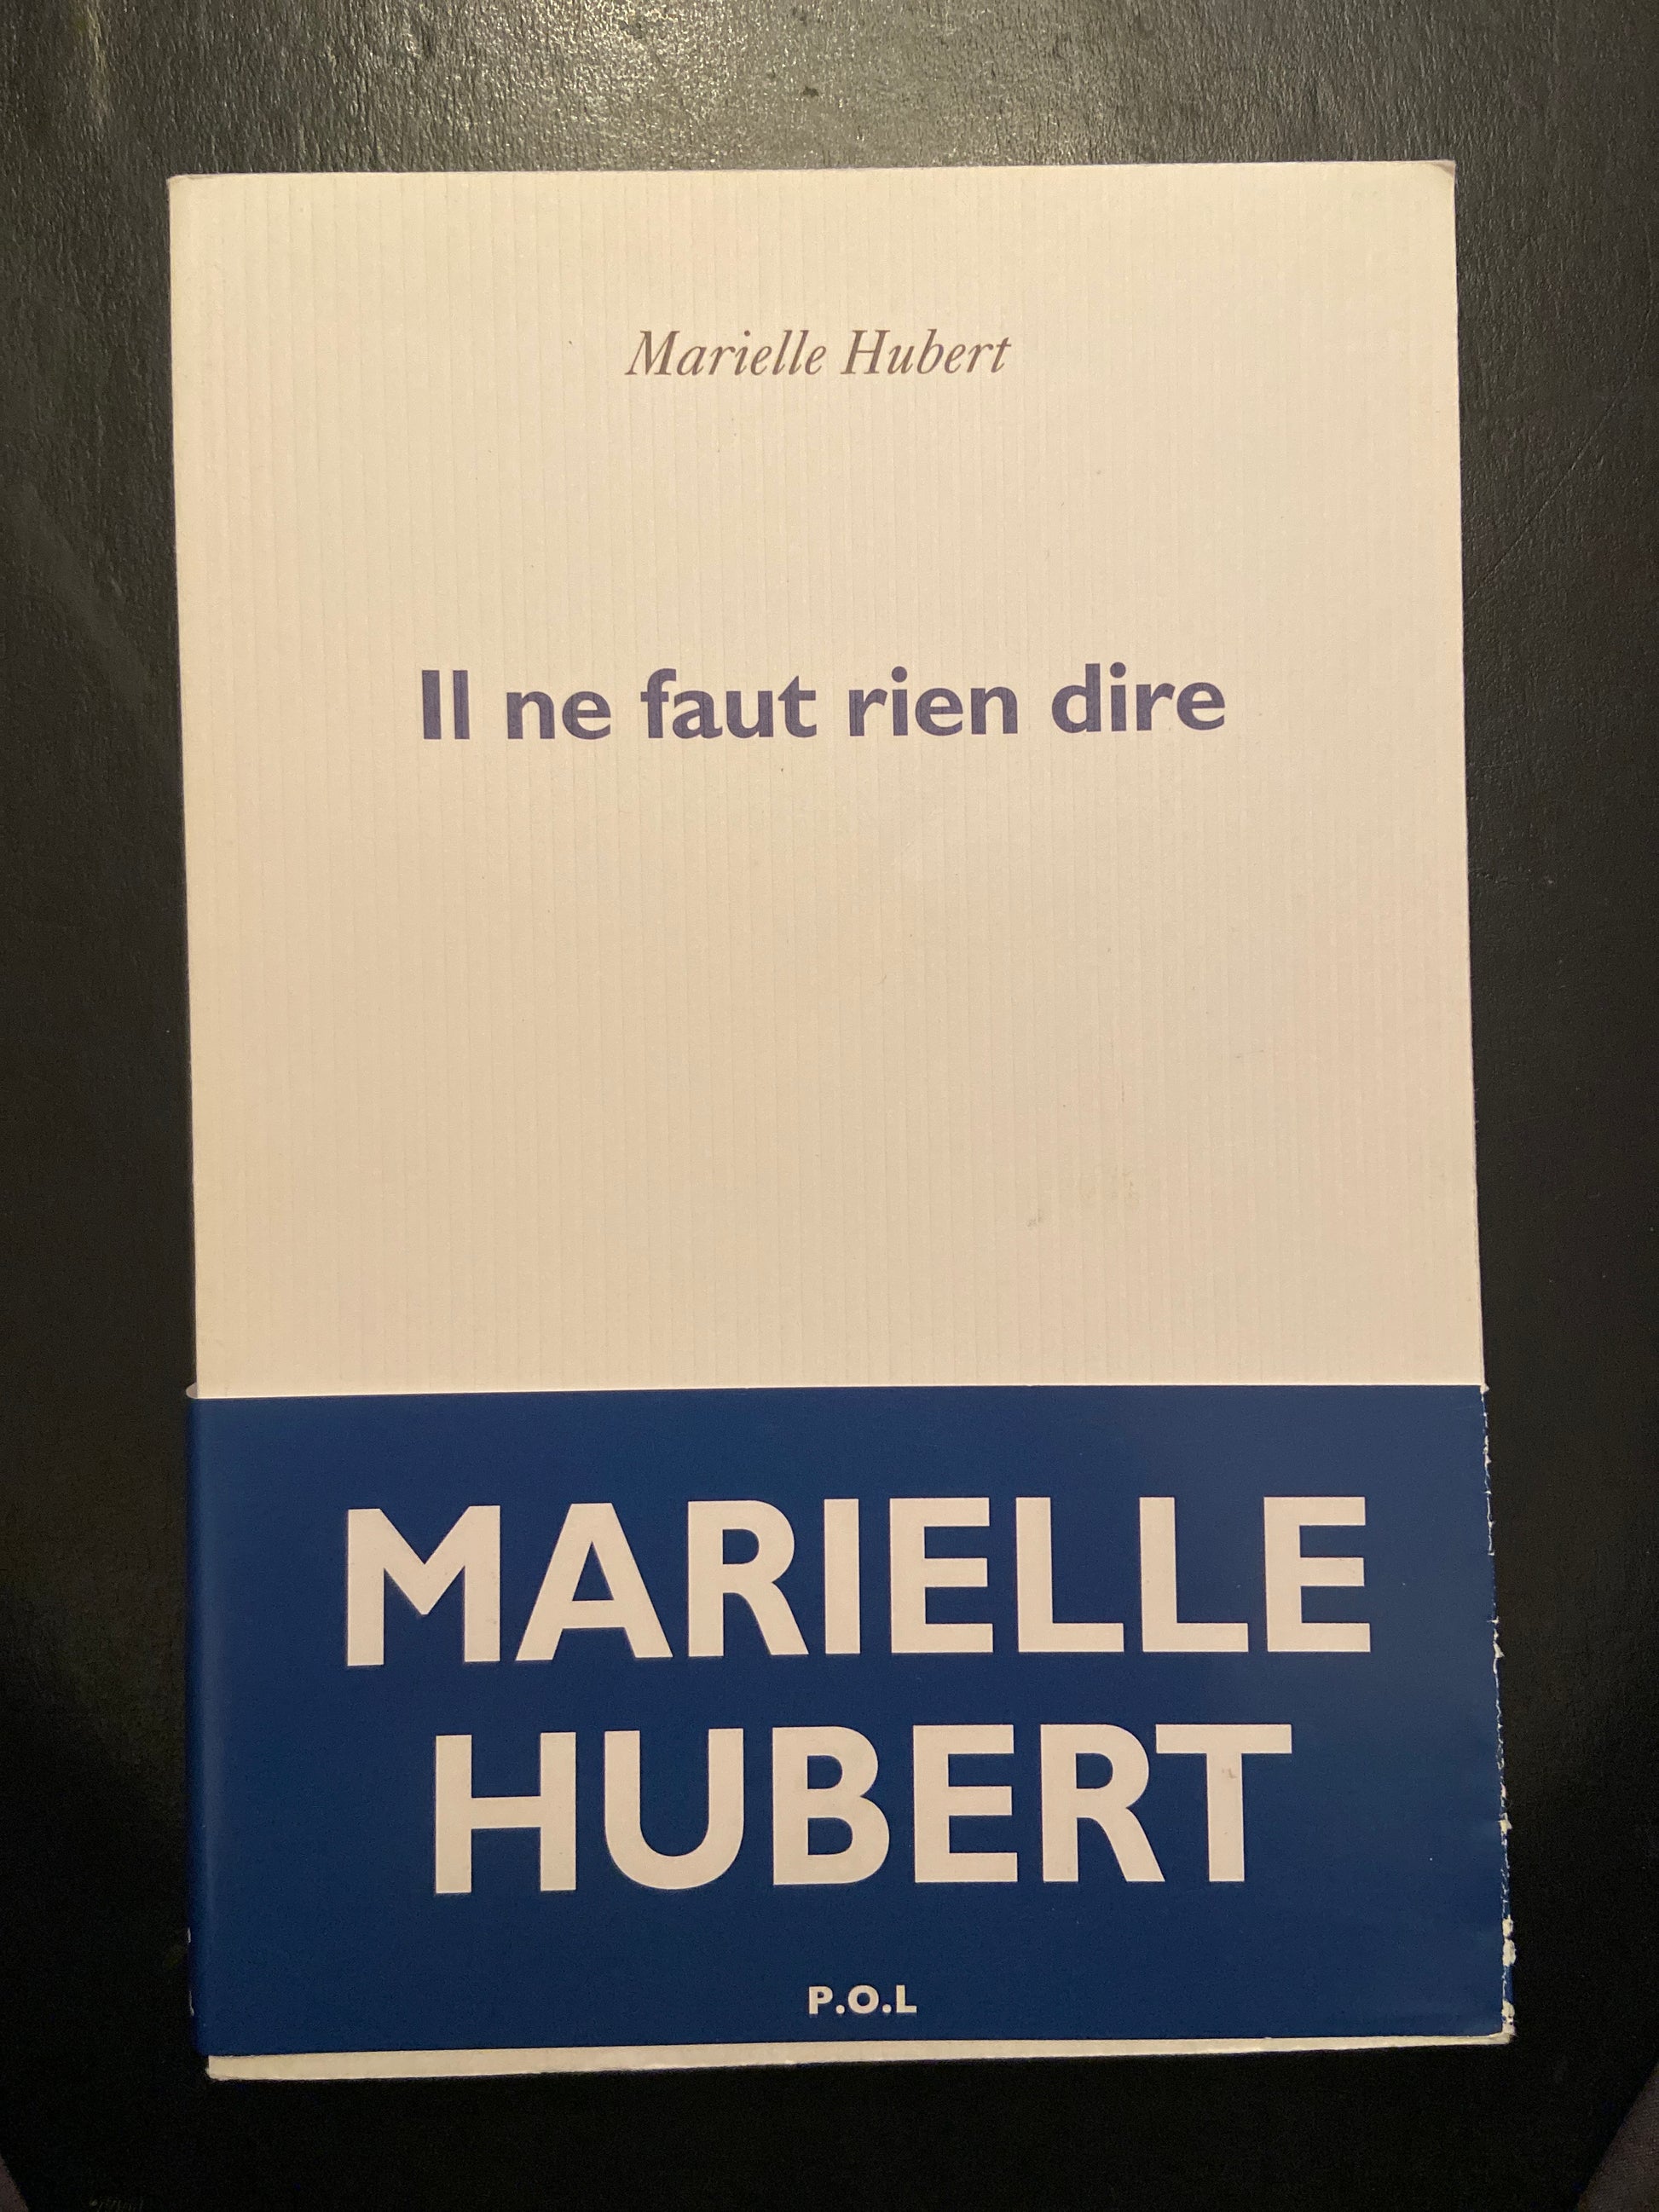 Marielle Hubert
Il ne faut rien dire
MARIELLE
HUBERT
P.O.L